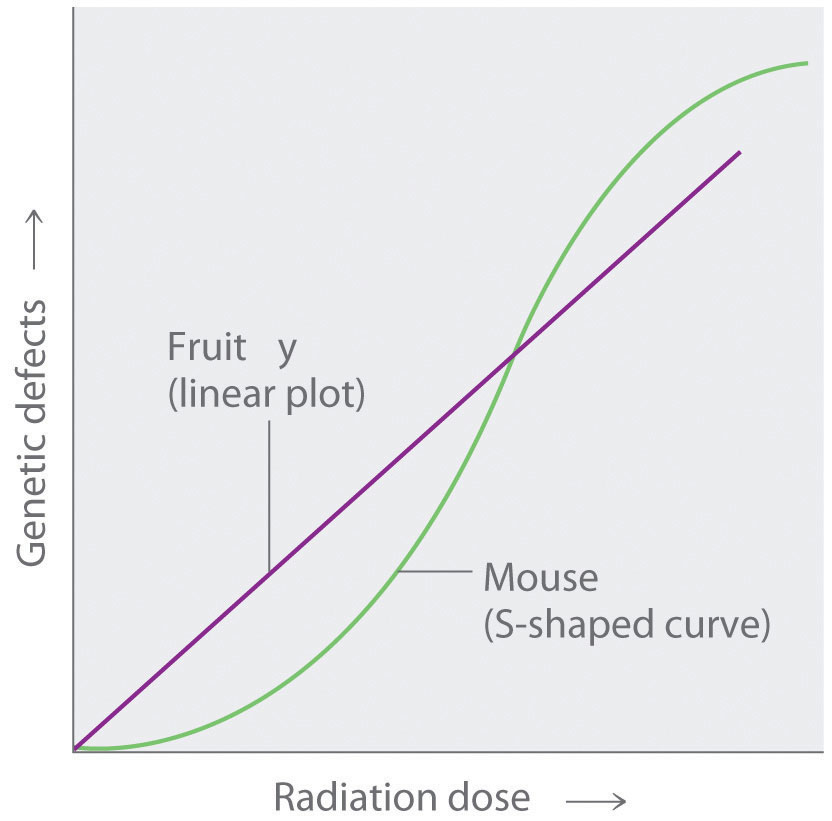 Genetic defects →
Fruit y
(linear plot)
Mouse
(S-shaped curve)
Radiation dose →